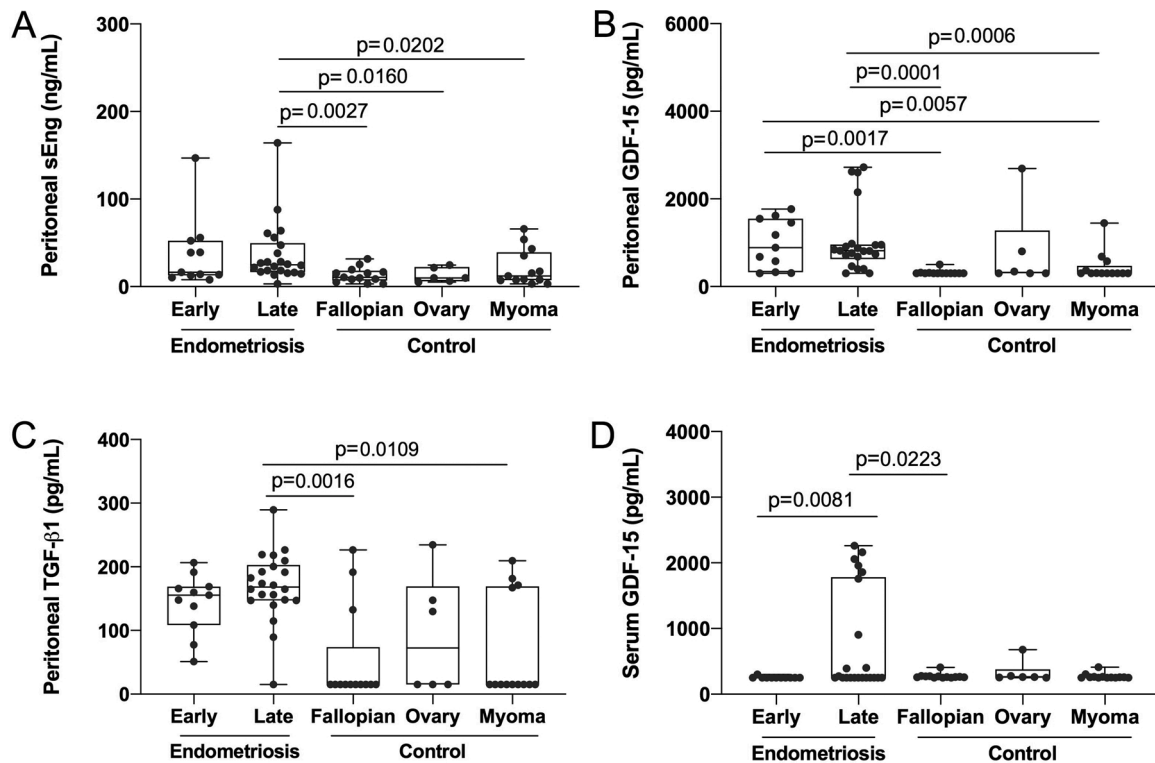 A
Peritoneal sEng (ng/mL)
300
200
100
0
p=0.0202
p= 0.0160
p= 0.0027
Early Late Fallopian Ovary Myoma
Endometriosis Control
B
Peritoneal GDF-15 (pg/mL)
6000
4000
2000
0
p=0.0006
p=0.0001
p=0.0057
p=0.0017
Early Late Fallopian Ovary Myoma
Endometriosis Control
C
Peritoneal TGF-β1 (pg/mL)
400
300
200
100
0
p=0.0109
p=0.0016
Early Late Fallopian Ovary Myoma
Endometriosis Control
D
Serum GDF-15 (pg/mL)
4000
3000
2000
1000
0
p=0.0223
p=0.0081
Early Late Fallopian Ovary Myoma
Endometriosis Control